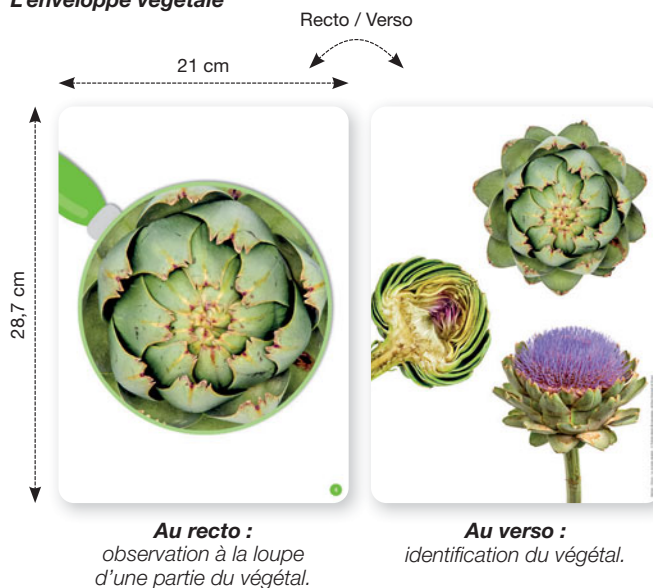 L'enveloppe végétale
Recto / Verso
21 cm
28,7 cm
Au recto :
observation à la loupe
d'une partie du végétal.
Au verso :
identification du végétal.